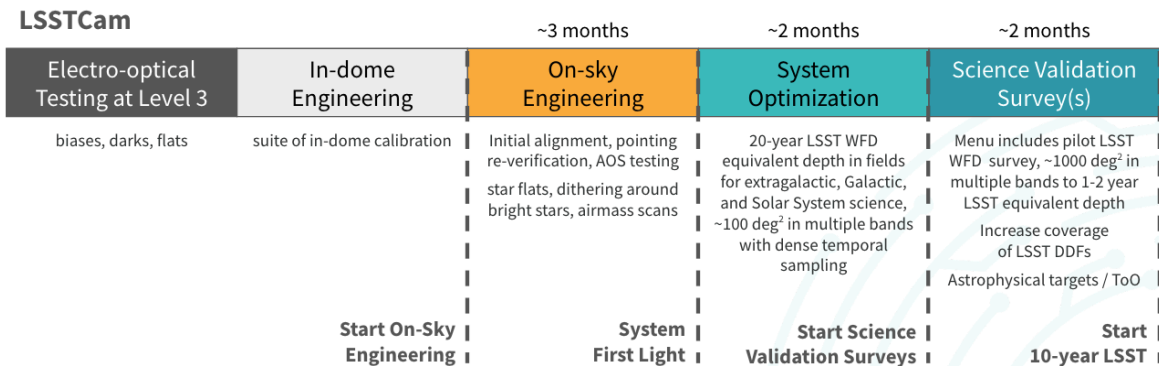 LSSTCam
~3 months
~2 months
~2 months
Electro-optical
Testing at Level 3
In-dome
Engineering
On-sky
Engineering
System
Optimization
Science Validation
Survey(s)
biases, darks, flats
suite of in-dome calibration
Initial alignment, pointing
re-verification, AOS testing
star flats, dithering around
bright stars, airmass scans
20-year LSST WFD
equivalent depth in fields
for extragalactic, Galactic,
and Solar System science,
~100 deg² in multiple bands
with dense temporal
sampling
Menu includes pilot LSST
WFD survey, ~1000 deg² in
multiple bands to 1-2 year
LSST equivalent depth
Increase coverage
of LSST DDFs
Astrophysical targets / ToO
Start On-Sky
Engineering
System
First Light
Start Science
Validation Surveys
Start
10-year LSST